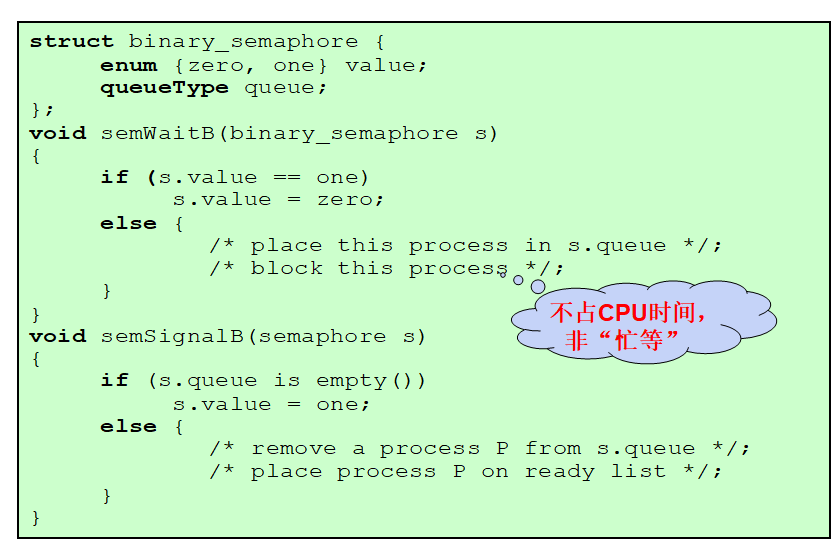 struct binary_semaphore {
enum {zero, one} value;
queueType queue;
};
void semWaitB(binary_semaphore s)
{
if (s.value == one)
s.value = zero;
else {
/* place this process in s.queue */;
/* block this process */;
}
}
不占CPU时间，
非“忙等”
void semSignalB(semaphore s)
{
if (s.queue is empty())
s.value = one;
else {
/* remove a process P from s.queue */;
/* place process P on ready list */;
}
}